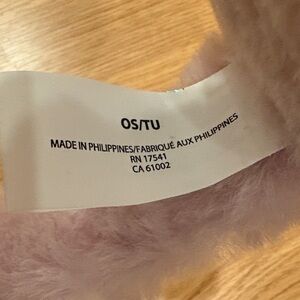 OS/TU
MADE IN PHILIPPINES/FABRIQUÉ AUX PHILIPPINES
RN 17541
CA 61002